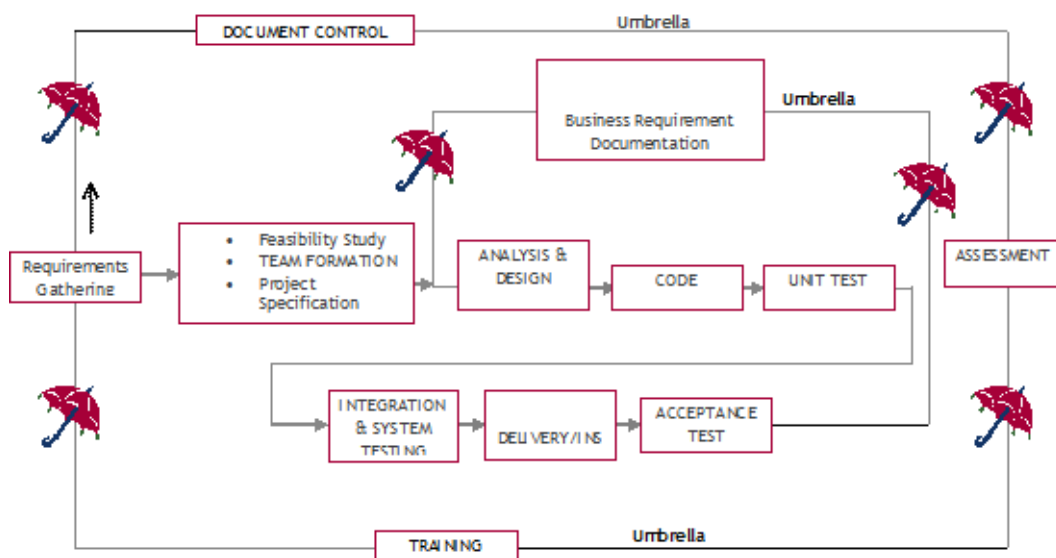 DOCUMENT CONTROL
Umbrella
Umbrella
Business Requirement
Documentation
• Feasibility Study
• TEAM FORMATION
• Project
Specification
Requirements
Gathering
ANALYSIS &
DESIGN
CODE
UNIT TEST
ASSESSMENT
INTEGRATION
& SYSTEM
TESTING
DELIVERY/INS
ACCEPTANCE
TEST
TRAINING
Umbrella